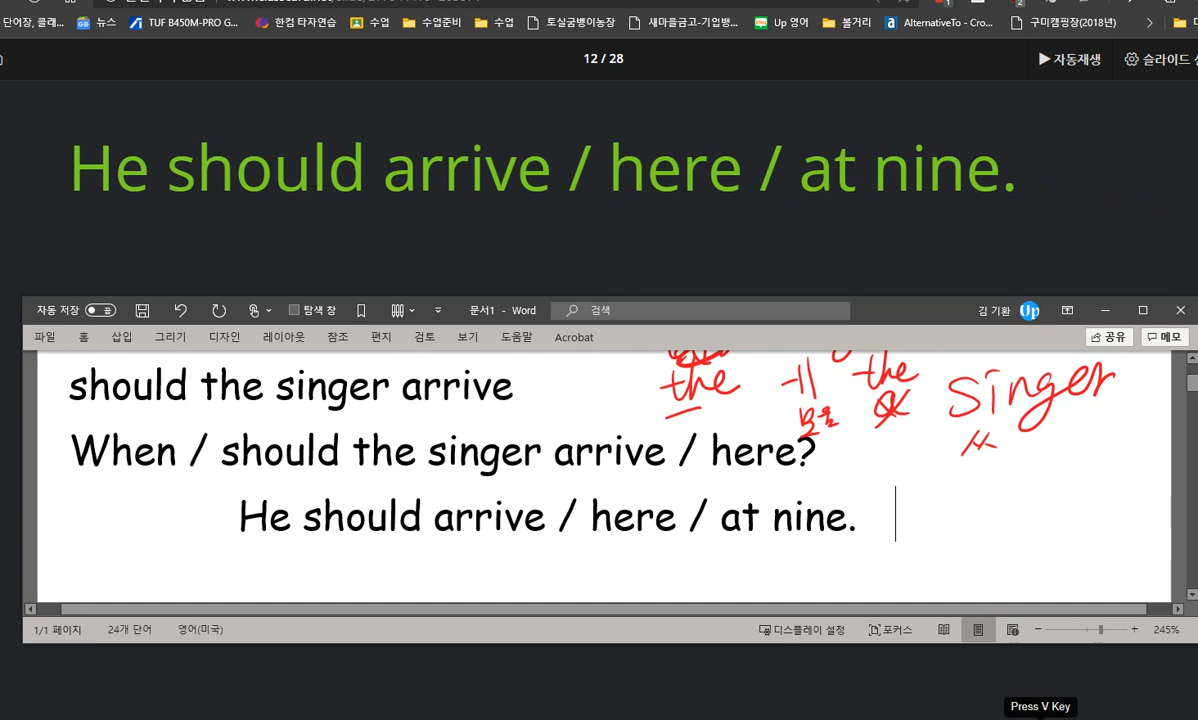 단어장, 클래... 뉴스 TUF B450M-PRO G... 한컴 타자연습 수업 수업준비 수업 토실굼벵이농장 새마을금고-기업뱅... Up 영어 볼거리 AlternativeTo - Cro... 구미캠핑장(2018년)
12 / 28 자동재생 슬라이드
He should arrive / here / at nine.
자동 저장 끔 탐색 창 문서1 - Word 검색 김 기환 Up
파일 홈 삽입 그리기 디자인 레이아웃 참조 편지 검토 보기 도움말 Acrobat 공유 메모
should the singer arrive
the the singer
모음
When / should the singer arrive / here?
He should arrive / here / at nine.
1/1 페이지 24개 단어 영어(미국) 디스플레이 설정 포커스 245%
Press V Key